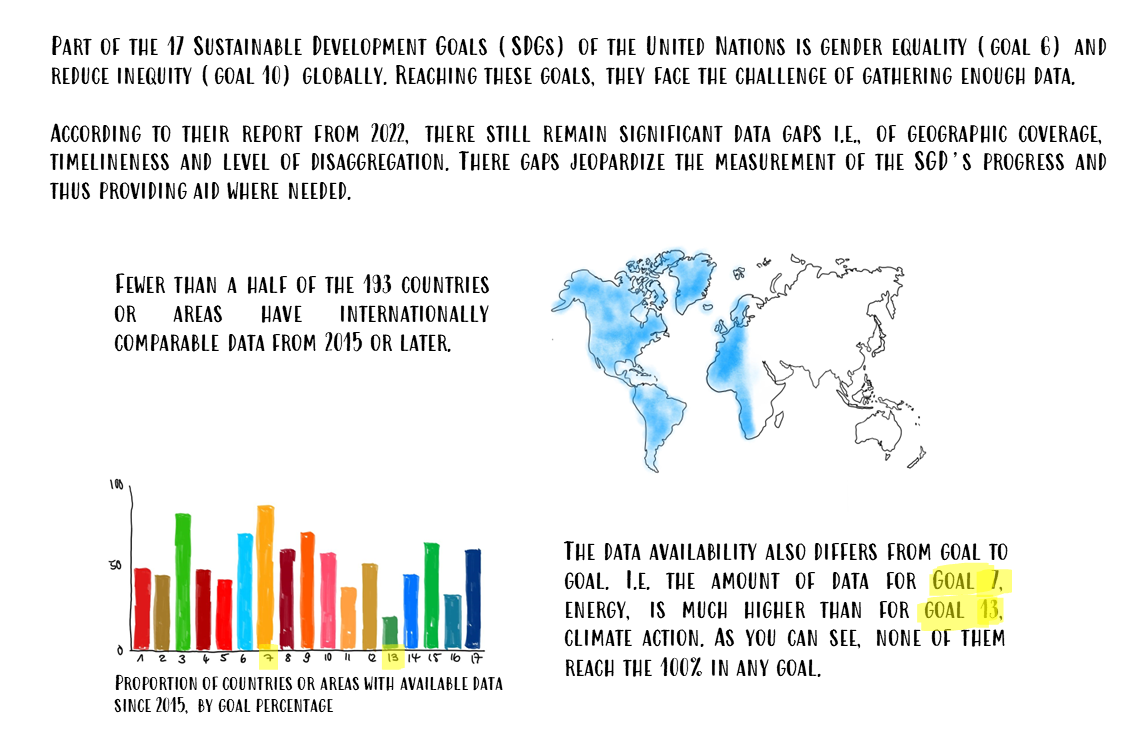 Part of the 17 Sustainable Development Goals (SDGs) of the United Nations is gender equality (goal 6) and
reduce inequity (goal 10) globally. Reaching these goals, they face the challenge of gathering enough data.
According to their report from 2022, there still remain significant data gaps i.e., of geographic coverage,
timelineness and level of disaggregation. There gaps jeopardize the measurement of the SGD's progress and
thus providing aid where needed.
Fewer than a half of the 193 countries
or areas have internationally
comparable data from 2015 or later.
100
50
0
1 2 3 4 5 6 7 8 9 10 11 12 13 14 15 16 17
Proportion of countries or areas with available data
since 2015, by goal percentage
The data availability also differs from goal to
goal. I.e. the amount of data for Goal 7,
energy, is much higher than for goal 13,
climate action. As you can see, none of them
reach the 100% in any goal.